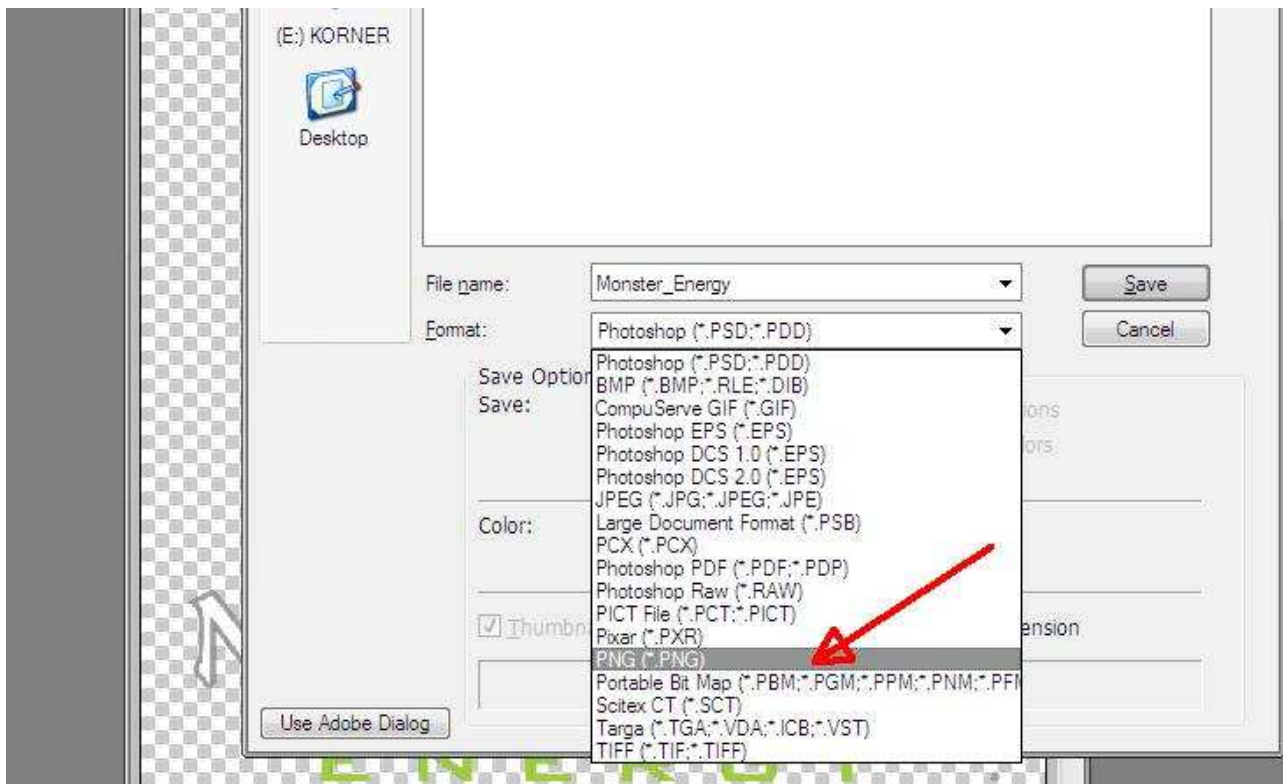 (E:) KORNER
Desktop
File name: Monster_Energy Save
Format: Photoshop (*.PSD;*.PDD) Cancel
Photoshop (*.PSD;*.PDD)
Save Option
BMP (*.BMP;*.RLE;*.DIB)
Save: CompuServe GIF (*.GIF) ons
Photoshop EPS (*.EPS)
Photoshop DCS 1.0 (*.EPS) ors
Photoshop DCS 2.0 (*.EPS)
JPEG (*.JPG;*.JPEG;*.JPE)
Color: Large Document Format (*.PSB)
PCX (*.PCX)
Photoshop PDF (*.PDF;*.PDP)
Photoshop Raw (*.RAW)
PICT File (*.PCT;*.PICT)
Thumbn Pixar (*.PXR) ension
PNG (*.PNG)
Portable Bit Map (*.PBM;*.PGM;*.PPM;*.PNM;*.PFM
Scitex CT (*.SCT)
Use Adobe Dialog Targa (*.TGA;*.VDA;*.ICB;*.VST)
TIFF (*.TIF;*.TIFF)